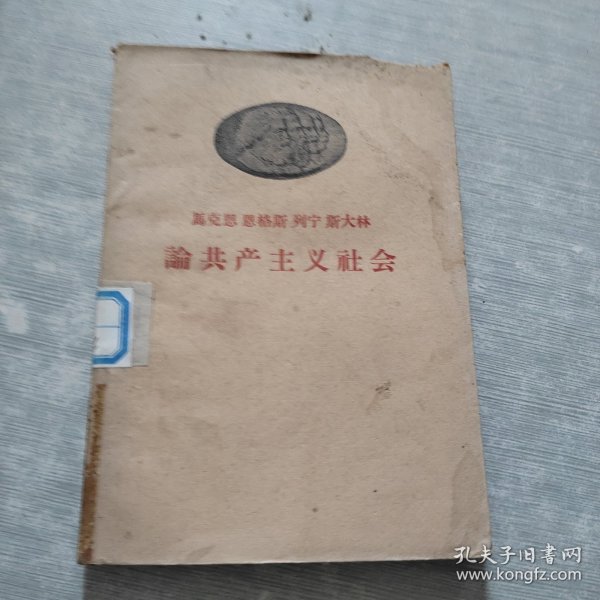 馬克思 恩格斯 列宁 斯大林
論共产主义社会
孔夫子旧書网
www.kongfz.com